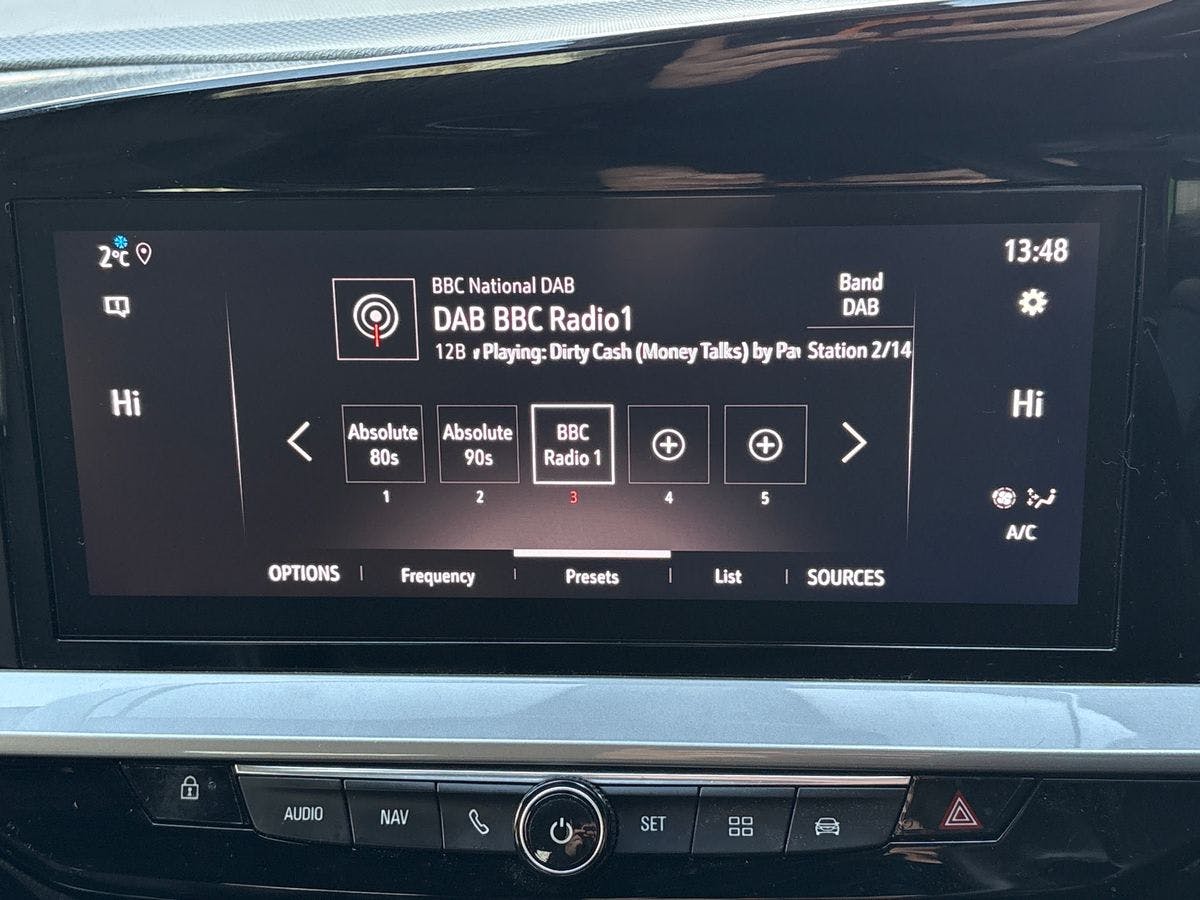 2°C
13:48
BBC National DAB
DAB BBC Radio1
12B Playing: Dirty Cash (Money Talks) by
Band
DAB
Station 2/14
Hi
Hi
Absolute
80s
Absolute
90s
BBC
Radio 1
1
2
3
4
5
A/C
OPTIONS
Frequency
Presets
List
SOURCES
AUDIO
NAV
SET